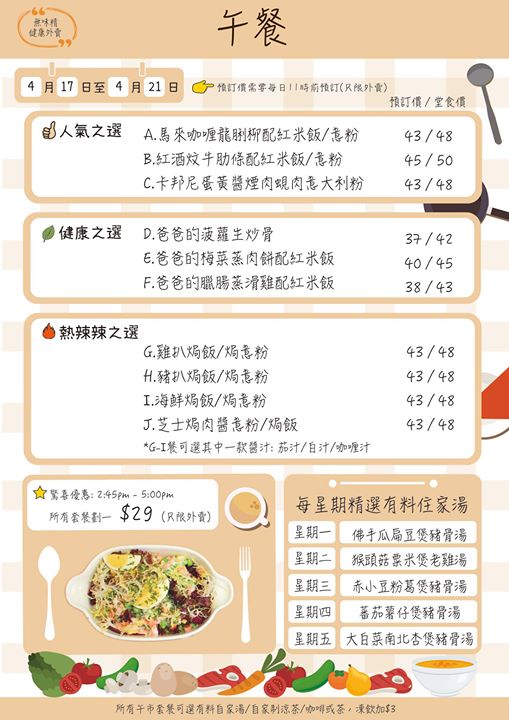 無味精
健康外賣
午餐
4 月 17 日至 4 月 21 日
預訂價需要每日11時前預訂(只限外賣)
預訂價 / 堂食價
人氣之選
A.馬來咖喱龍脷柳配紅米飯/意粉 43 / 48
B.紅酒炆牛肋條配紅米飯/意粉 45 / 50
C.卡邦尼蛋黃醬煙肉蜆肉意大利粉 43 / 48
健康之選
D.爸爸的菠蘿生炒骨 37 / 42
E.爸爸的梅菜蒸肉餅配紅米飯 40 / 45
F.爸爸的臘腸蒸滑雞配紅米飯 38 / 43
熱辣辣之選
G.雞扒焗飯/焗意粉 43 / 48
H.豬扒焗飯/焗意粉 43 / 48
I.海鮮焗飯/焗意粉 43 / 48
J.芝士焗肉醬意粉/焗飯 43 / 48
*G-I餐可選其中一款醬汁: 茄汁/白汁/咖喱汁
驚喜優惠: 2:45pm - 5:00pm
所有套餐劃一 $29 (只限外賣)
每星期精選有料住家湯
星期一 佛手瓜扁豆煲豬骨湯
星期二 猴頭菇粟米煲老雞湯
星期三 赤小豆粉葛煲豬骨湯
星期四 蕃茄薯仔煲豬骨湯
星期五 大白菜南北杏煲豬骨湯
所有午市套餐可選有料自家湯/自家制涼茶/咖啡或茶，凍飲加$3